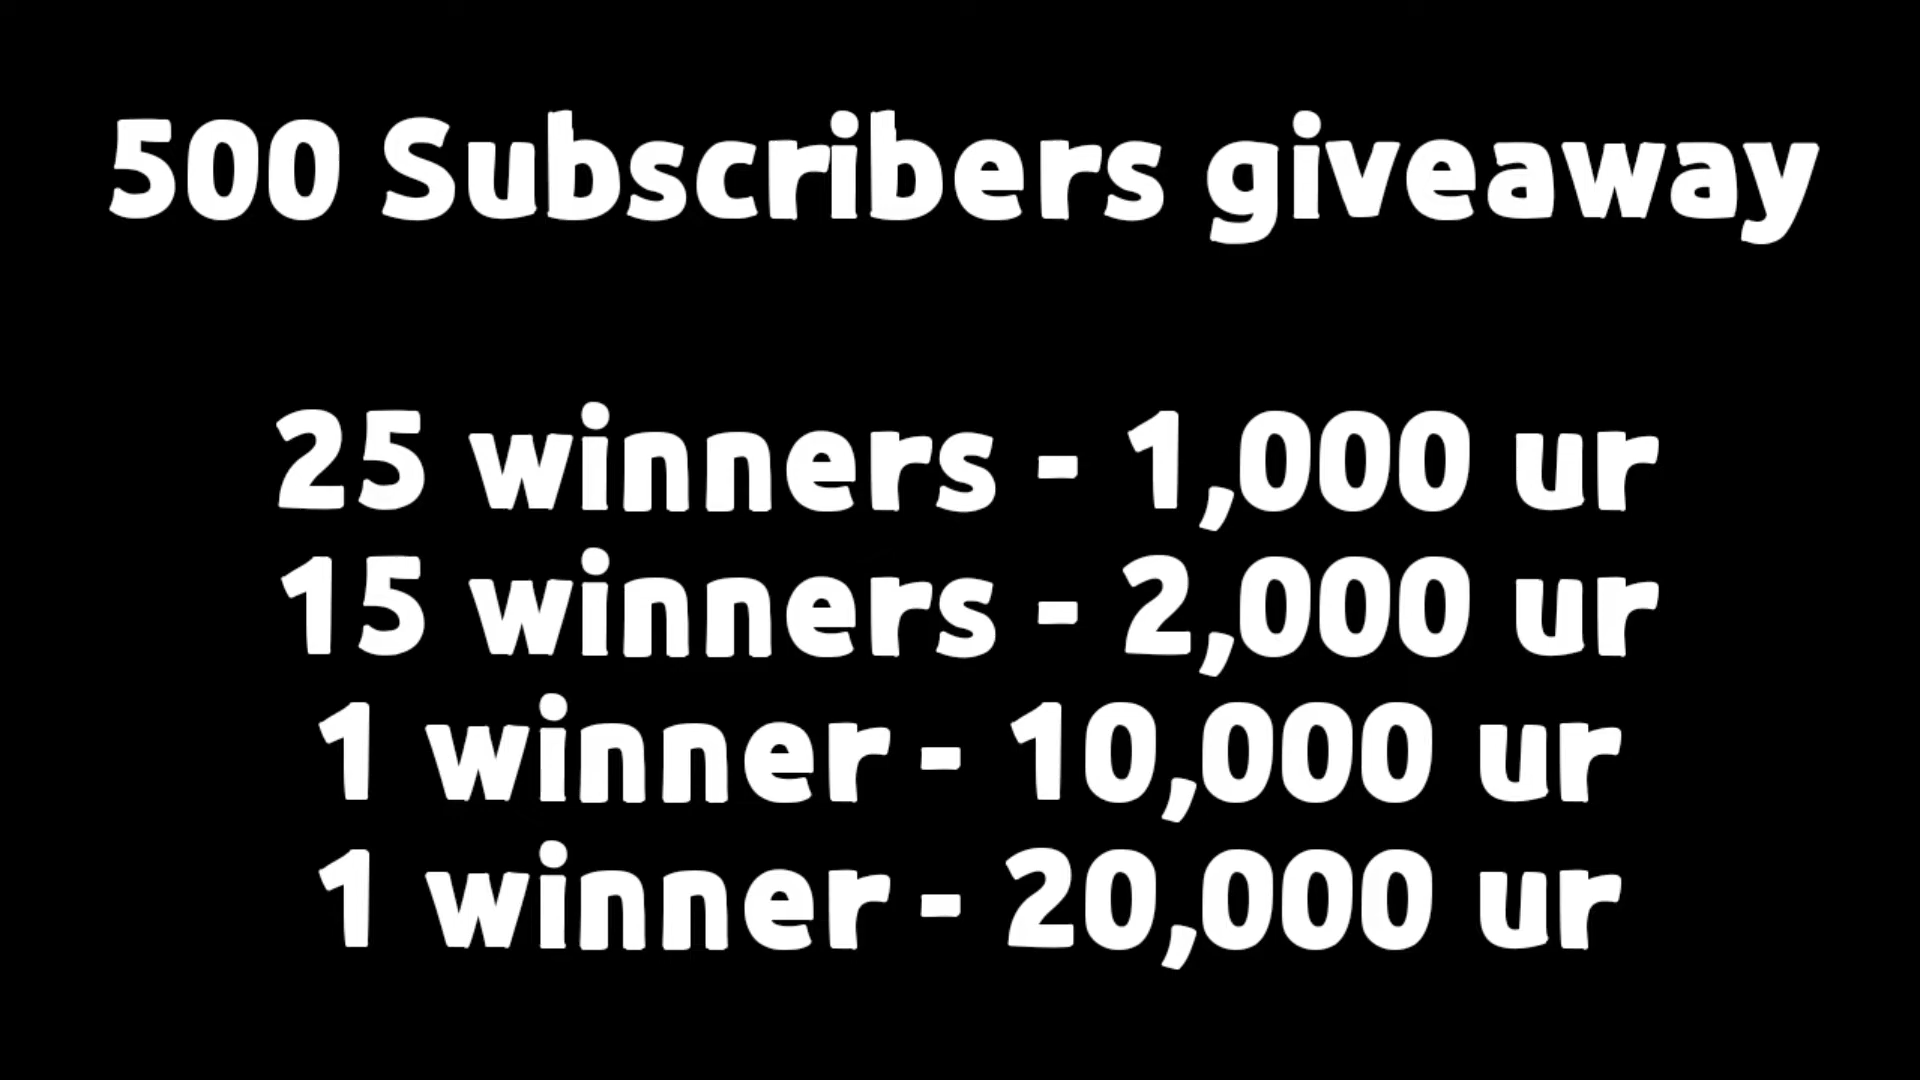 500 Subscribers giveaway
25 winners - 1,000 ur
15 winners - 2,000 ur
1 winner - 10,000 ur
1 winner - 20,000 ur